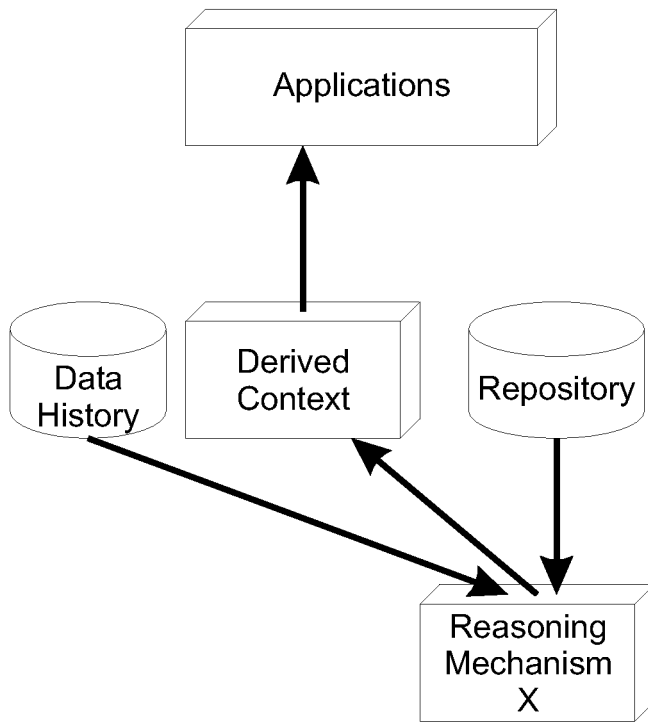 Applications
Data
History
Derived
Context
Repository
Reasoning
Mechanism
X